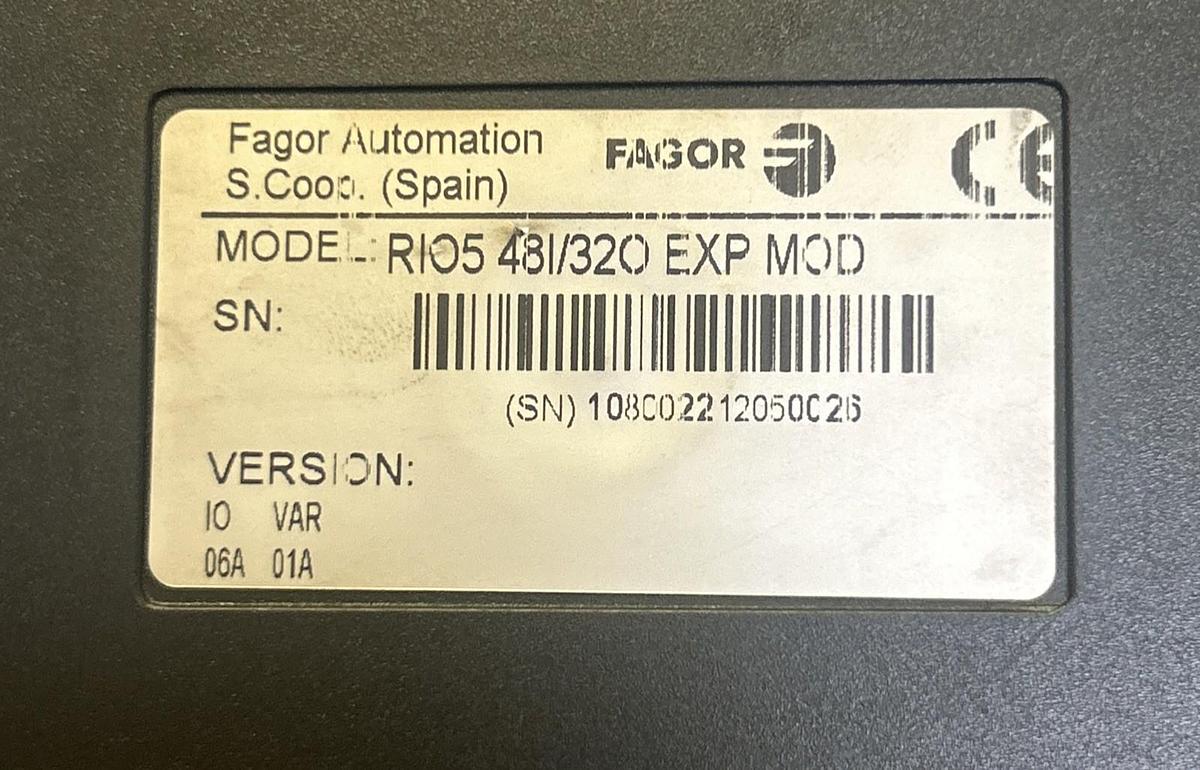 Fagor Automation
S.Coop. (Spain)
FAGOR
CE
MODEL: RIO5 48I/32O EXP MOD
SN:
(SN) 108002212050026
VERSION:
IO VAR
06A 01A